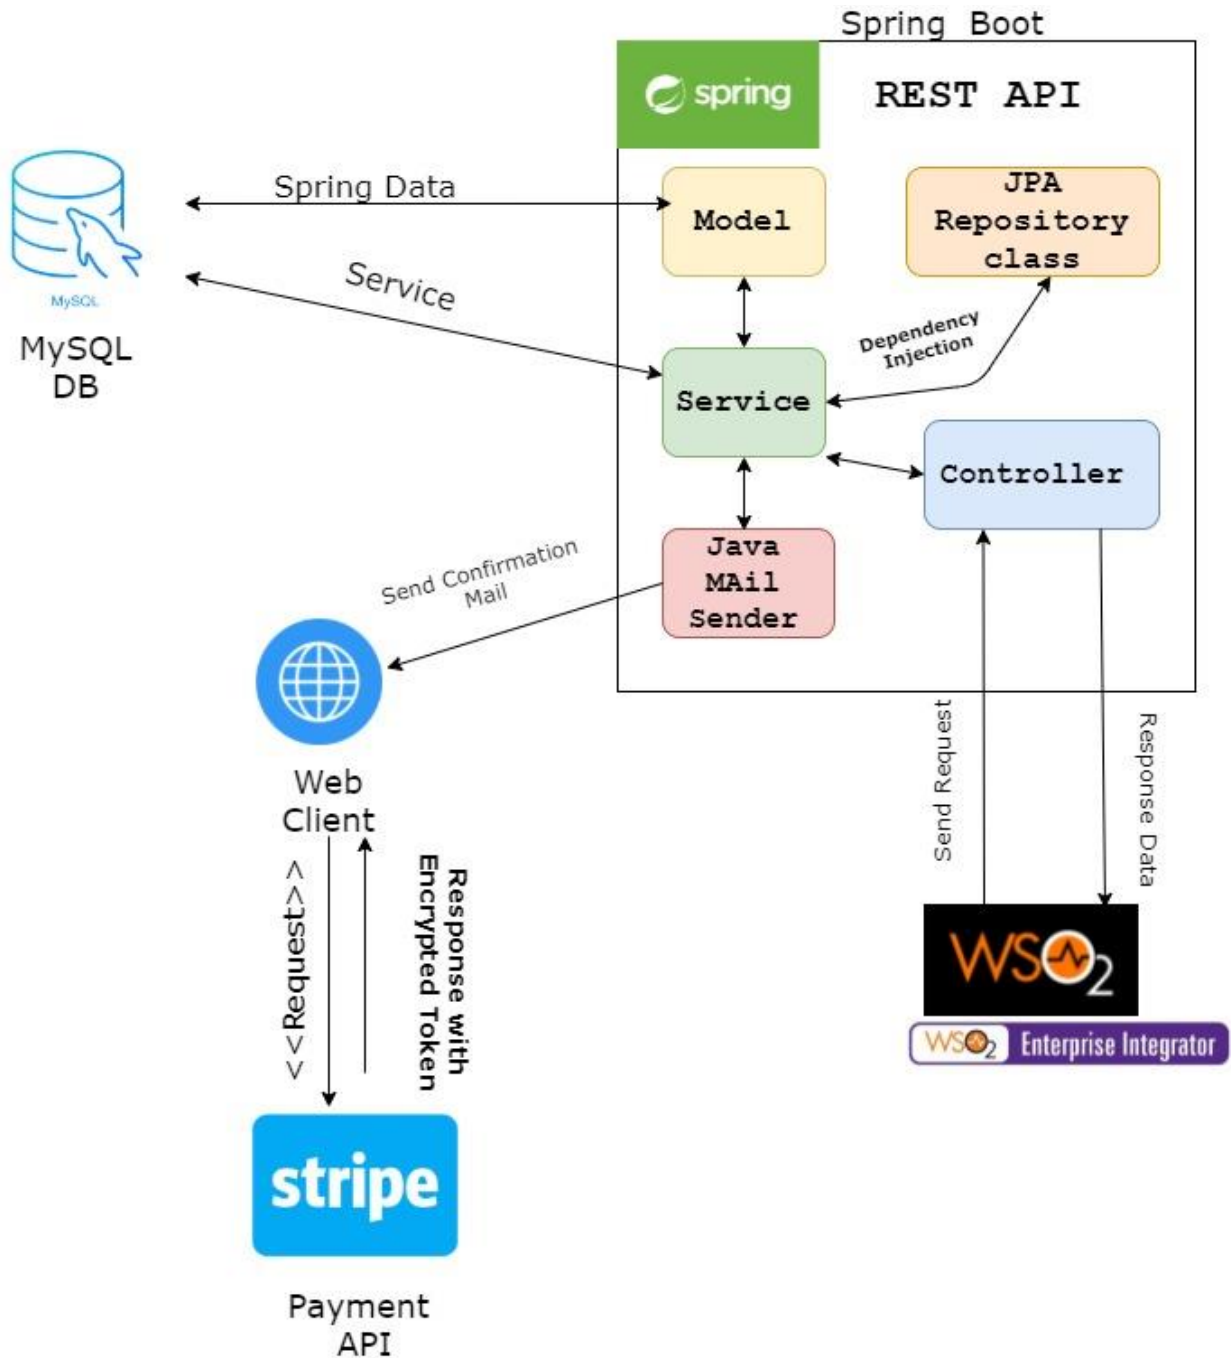 Spring Boot
spring
REST API
Model
JPA
Repository
class
Spring Data
Service
MySQL
MySQL
DB
Dependency
Injection
Service
Controller
Java
MAil
Sender
Send Confirmation
Mail
Web
Client
Send Request
Response Data
<<Request>>
Response with
Encrypted Token
WSO2
WSO2 Enterprise Integrator
stripe
Payment
API